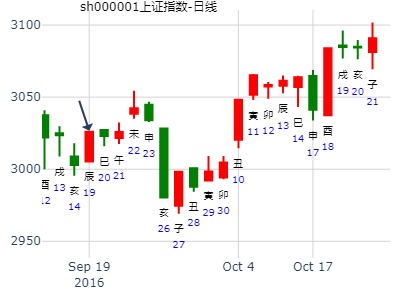 sh000001上证指数-日线
3100
3050
3000
2950
酉
12
戌
13
亥
14
辰
19
巳
20
午
21
未
22
申
23
亥
26
子
27
丑
28
寅
29
卯
30
丑
10
寅
11
卯
12
辰
13
巳
14
申
17
酉
18
戌
19
亥
20
子
21
Sep 19
2016
Oct 4
Oct 17